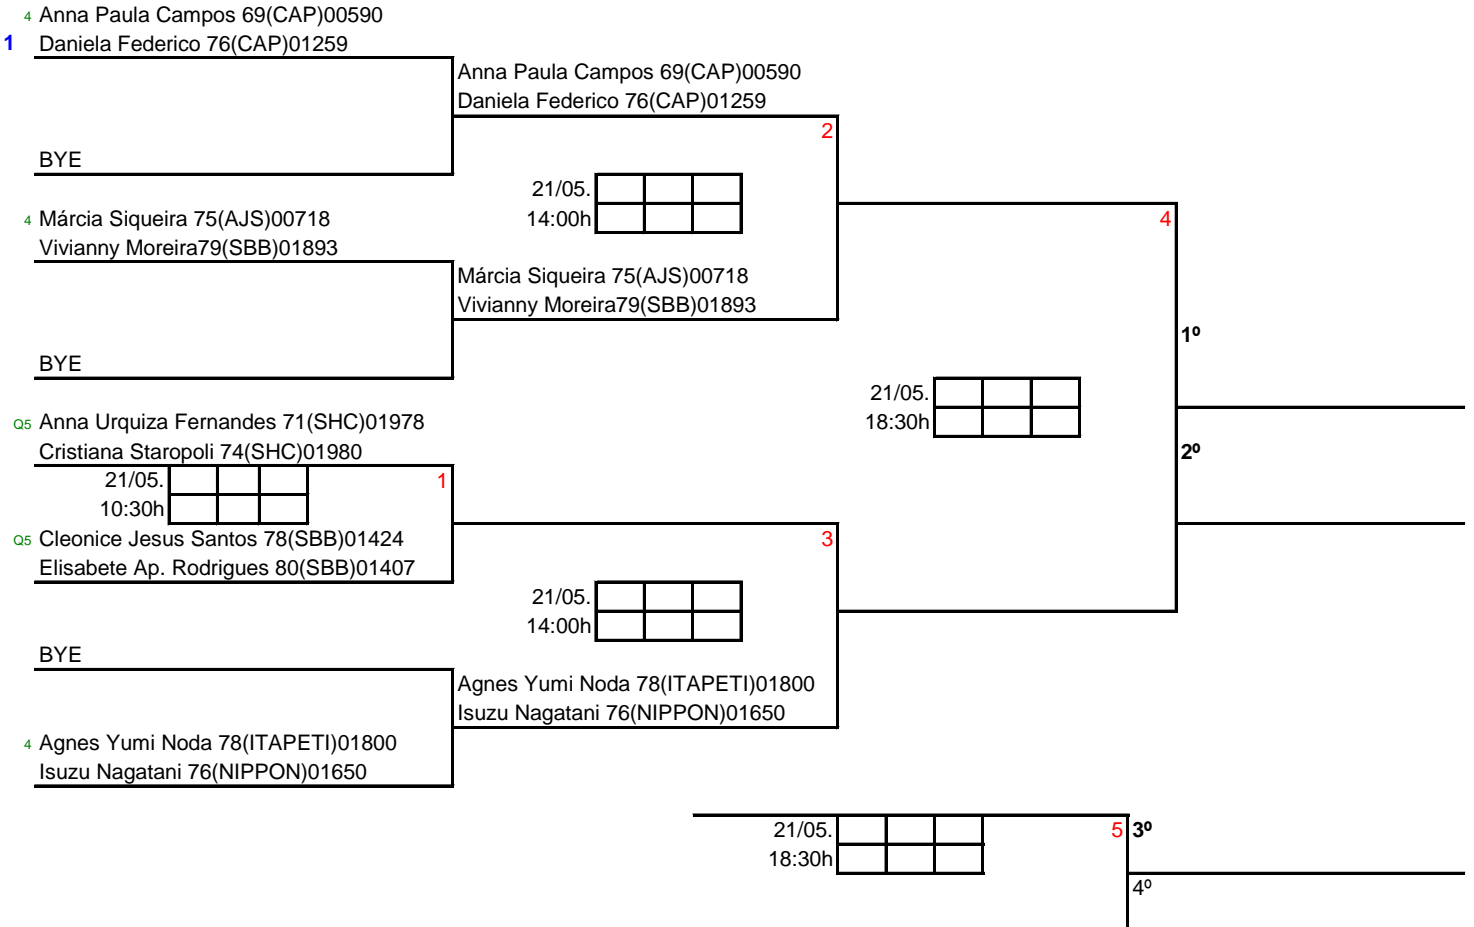 4 Anna Paula Campos 69(CAP)00590
1 Daniela Federico 76(CAP)01259
Anna Paula Campos 69(CAP)00590
Daniela Federico 76(CAP)01259
2
BYE
21/05.
14:00h
4 Márcia Siqueira 75(AJS)00718
Vivianny Moreira79(SBB)01893
4
Márcia Siqueira 75(AJS)00718
Vivianny Moreira79(SBB)01893
1º
BYE
21/05.
18:30h
Q5 Anna Urquiza Fernandes 71(SHC)01978
Cristiana Staropoli 74(SHC)01980
2º
21/05.
10:30h
1
Q5 Cleonice Jesus Santos 78(SBB)01424
Elisabete Ap. Rodrigues 80(SBB)01407
3
21/05.
14:00h
BYE
Agnes Yumi Noda 78(ITAPETI)01800
Isuzu Nagatani 76(NIPPON)01650
4 Agnes Yumi Noda 78(ITAPETI)01800
Isuzu Nagatani 76(NIPPON)01650
21/05.
18:30h
5 3º
4º